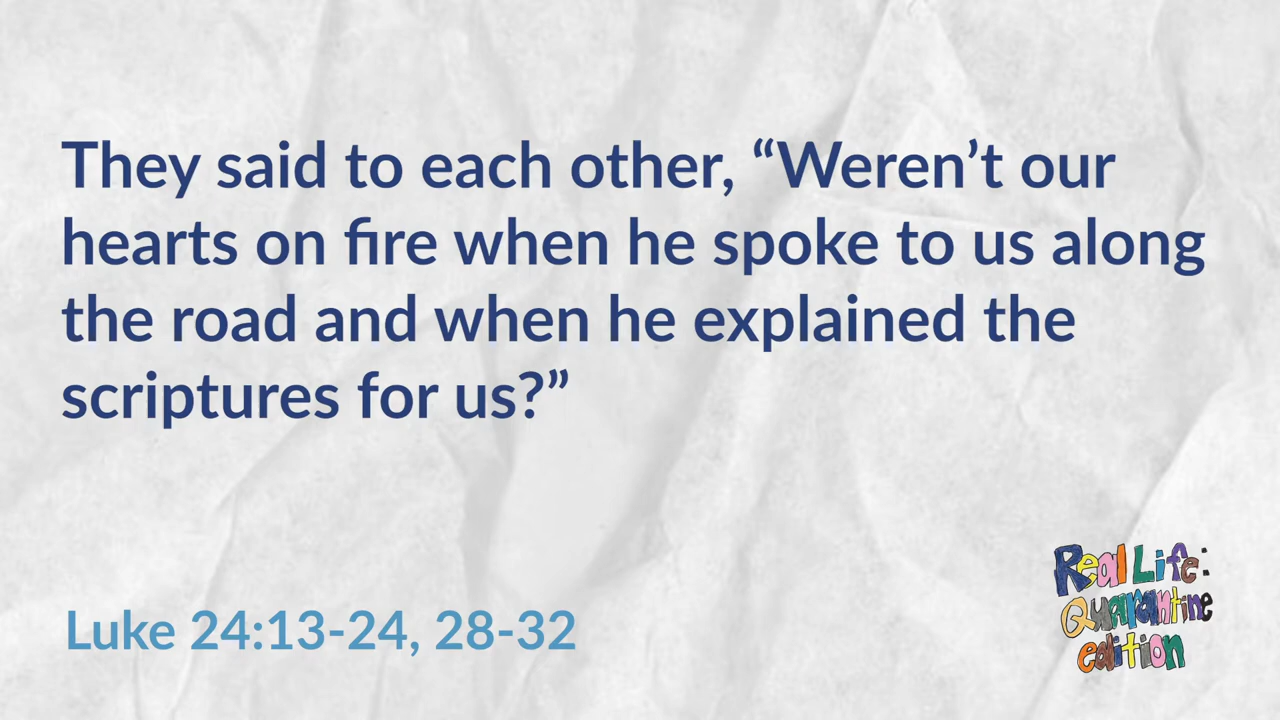 They said to each other, “Weren’t our
hearts on fire when he spoke to us along
the road and when he explained the
scriptures for us?”
Luke 24:13-24, 28-32
Real Life:
Quarantine
edition